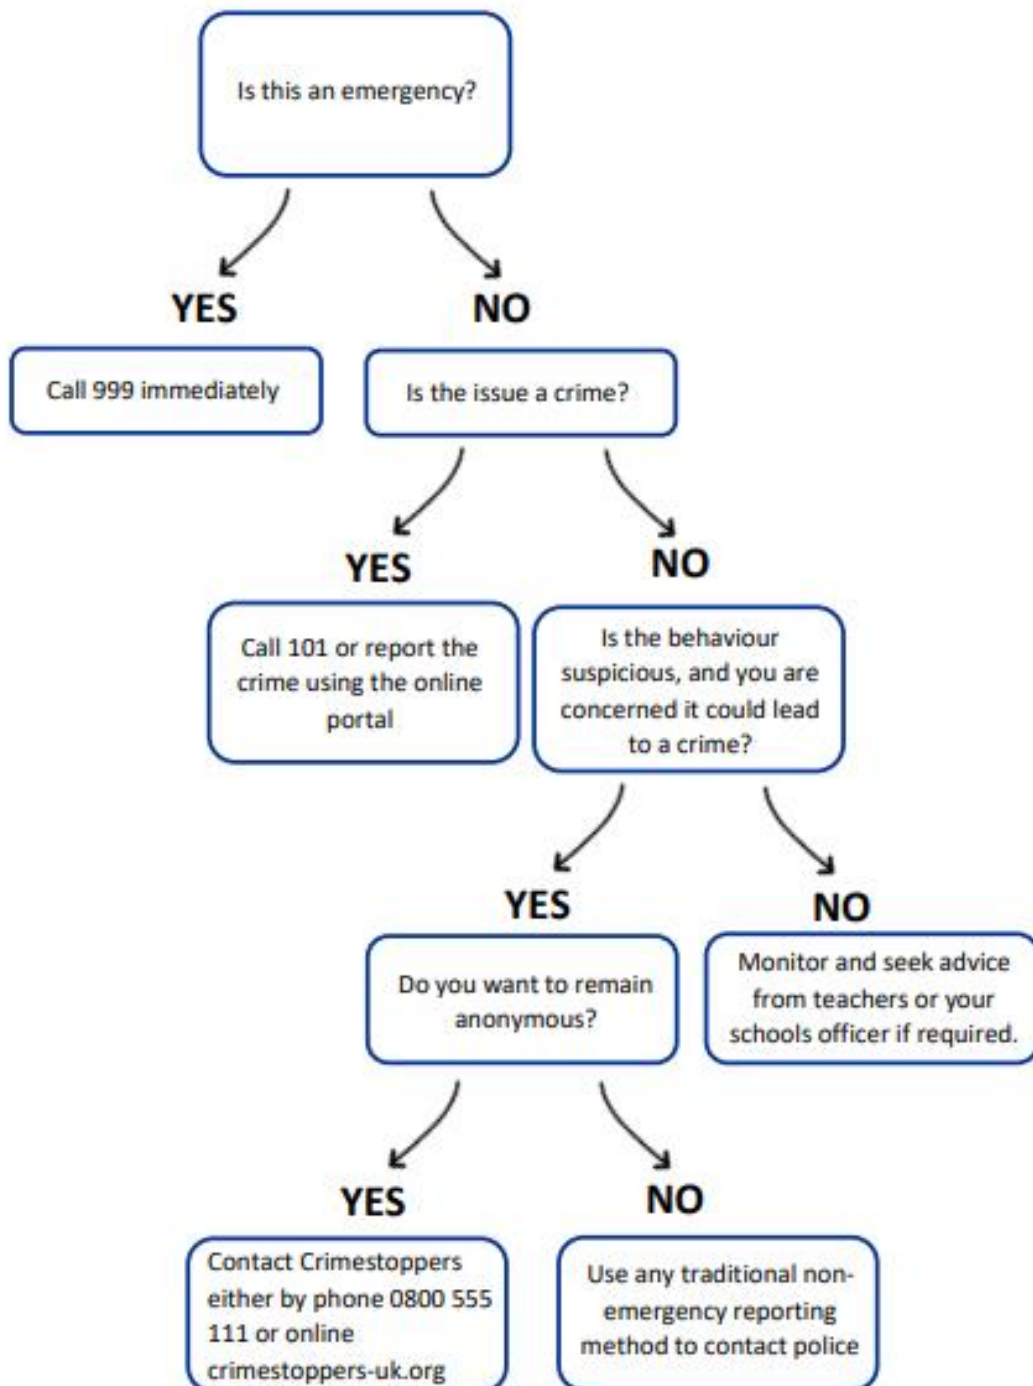 Is this an emergency?
YES
NO
Call 999 immediately
Is the issue a crime?
YES
NO
Call 101 or report the
crime using the online
portal
Is the behaviour
suspicious, and you are
concerned it could lead
to a crime?
YES
NO
Do you want to remain
anonymous?
Monitor and seek advice
from teachers or your
schools officer if required.
YES
NO
Contact Crimestoppers
either by phone 0800 555
111 or online
crimestoppers-uk.org
Use any traditional non-
emergency reporting
method to contact police